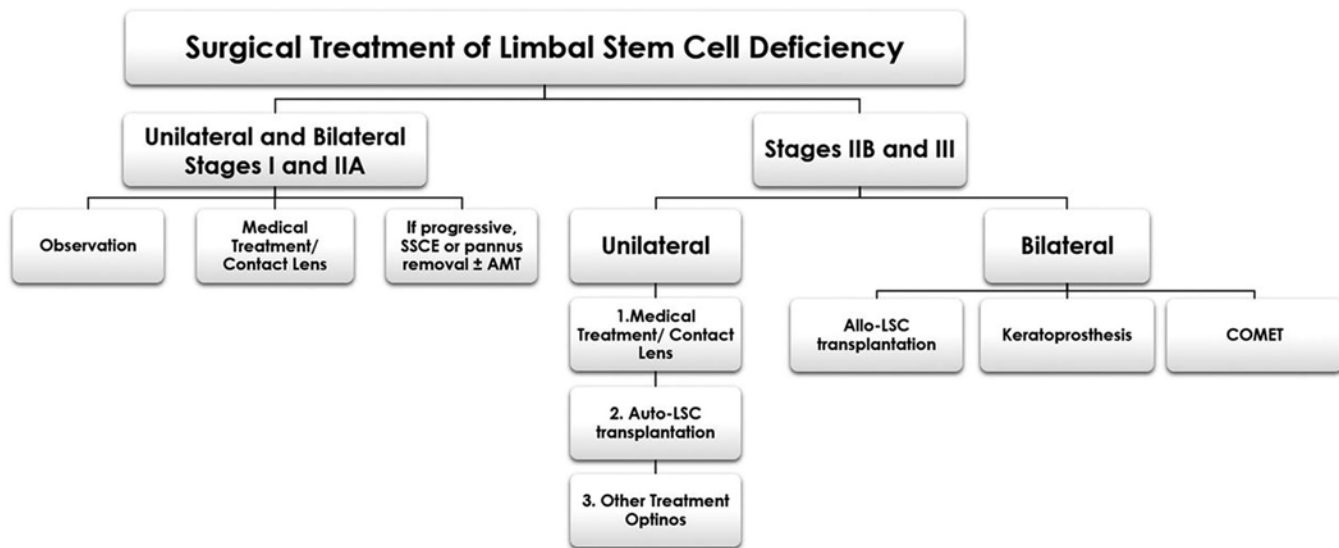 Surgical Treatment of Limbal Stem Cell Deficiency
Unilateral and Bilateral
Stages I and IIA
Stages IIB and III
Observation
Medical
Treatment/
Contact Lens
If progressive,
SSCE or pannus
removal ± AMT
Unilateral
Bilateral
1.Medical
Treatment/ Contact
Lens
2. Auto-LSC
transplantation
3. Other Treatment
Optinos
Allo-LSC
transplantation
Keratoprosthesis
COMET